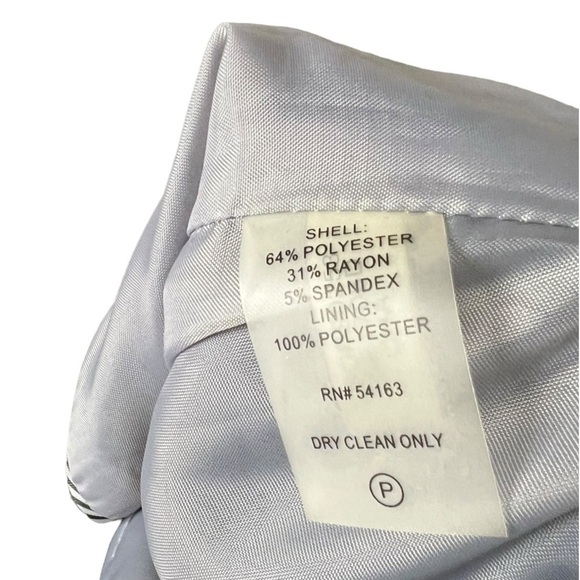 SHELL:
64% POLYESTER
31% RAYON
5% SPANDEX
LINING:
100% POLYESTER
RN# 54163
DRY CLEAN ONLY
P